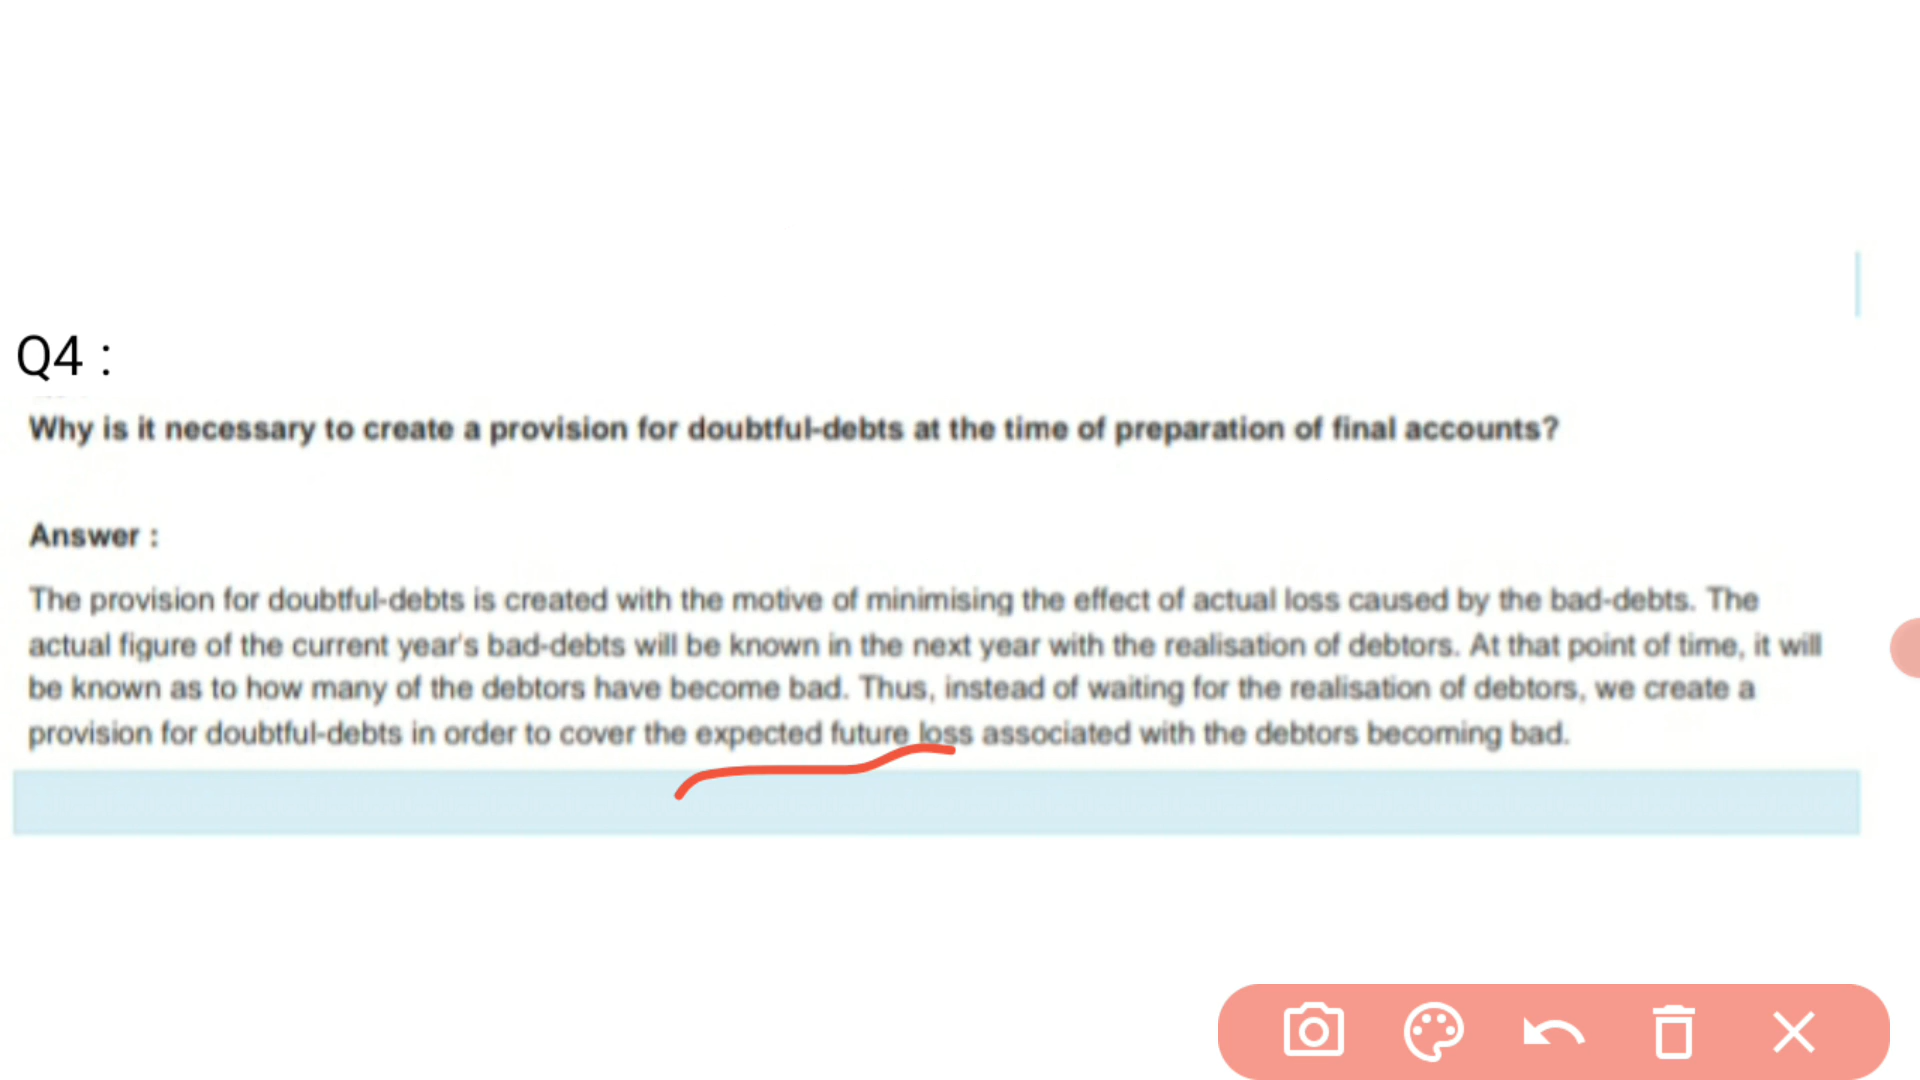 Q4 :
Why is it necessary to create a provision for doubtful-debts at the time of preparation of final accounts?
Answer :
The provision for doubtful-debts is created with the motive of minimising the effect of actual loss caused by the bad-debts. The
actual figure of the current year's bad-debts will be known in the next year with the realisation of debtors. At that point of time, it will
be known as to how many of the debtors have become bad. Thus, instead of waiting for the realisation of debtors, we create a
provision for doubtful-debts in order to cover the expected future loss associated with the debtors becoming bad.